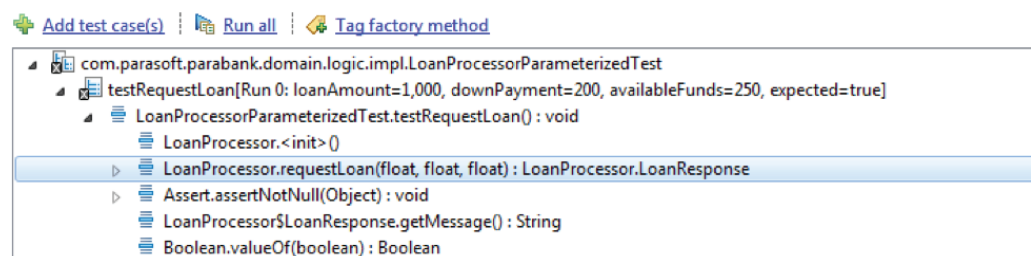 Add test case(s) Run all Tag factory method
com.parasoft.parabank.domain.logic.impl.LoanProcessorParameterizedTest
testRequestLoan[Run 0: loanAmount=1,000, downPayment=200, availableFunds=250, expected=true]
LoanProcessorParameterizedTest.testRequestLoan() : void
LoanProcessor.<init>()
LoanProcessor.requestLoan(float, float, float) : LoanProcessor.LoanResponse
Assert.assertNotNull(Object) : void
LoanProcessor$LoanResponse.getMessage() : String
Boolean.valueOf(boolean) : Boolean